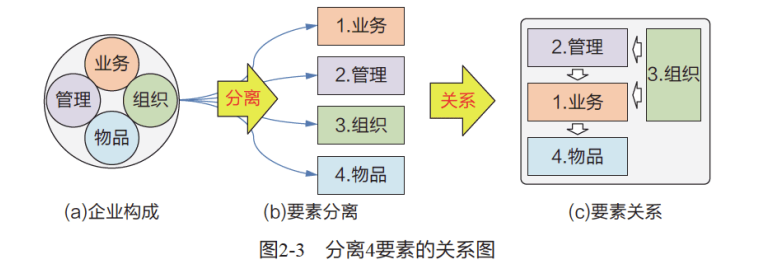 业务
管理
组织
物品
(a)企业构成
分离
1.业务
2.管理
3.组织
4.物品
(b)要素分离
关系
2.管理
1.业务
4.物品
3.组织
(c)要素关系
图2-3 分离4要素的关系图